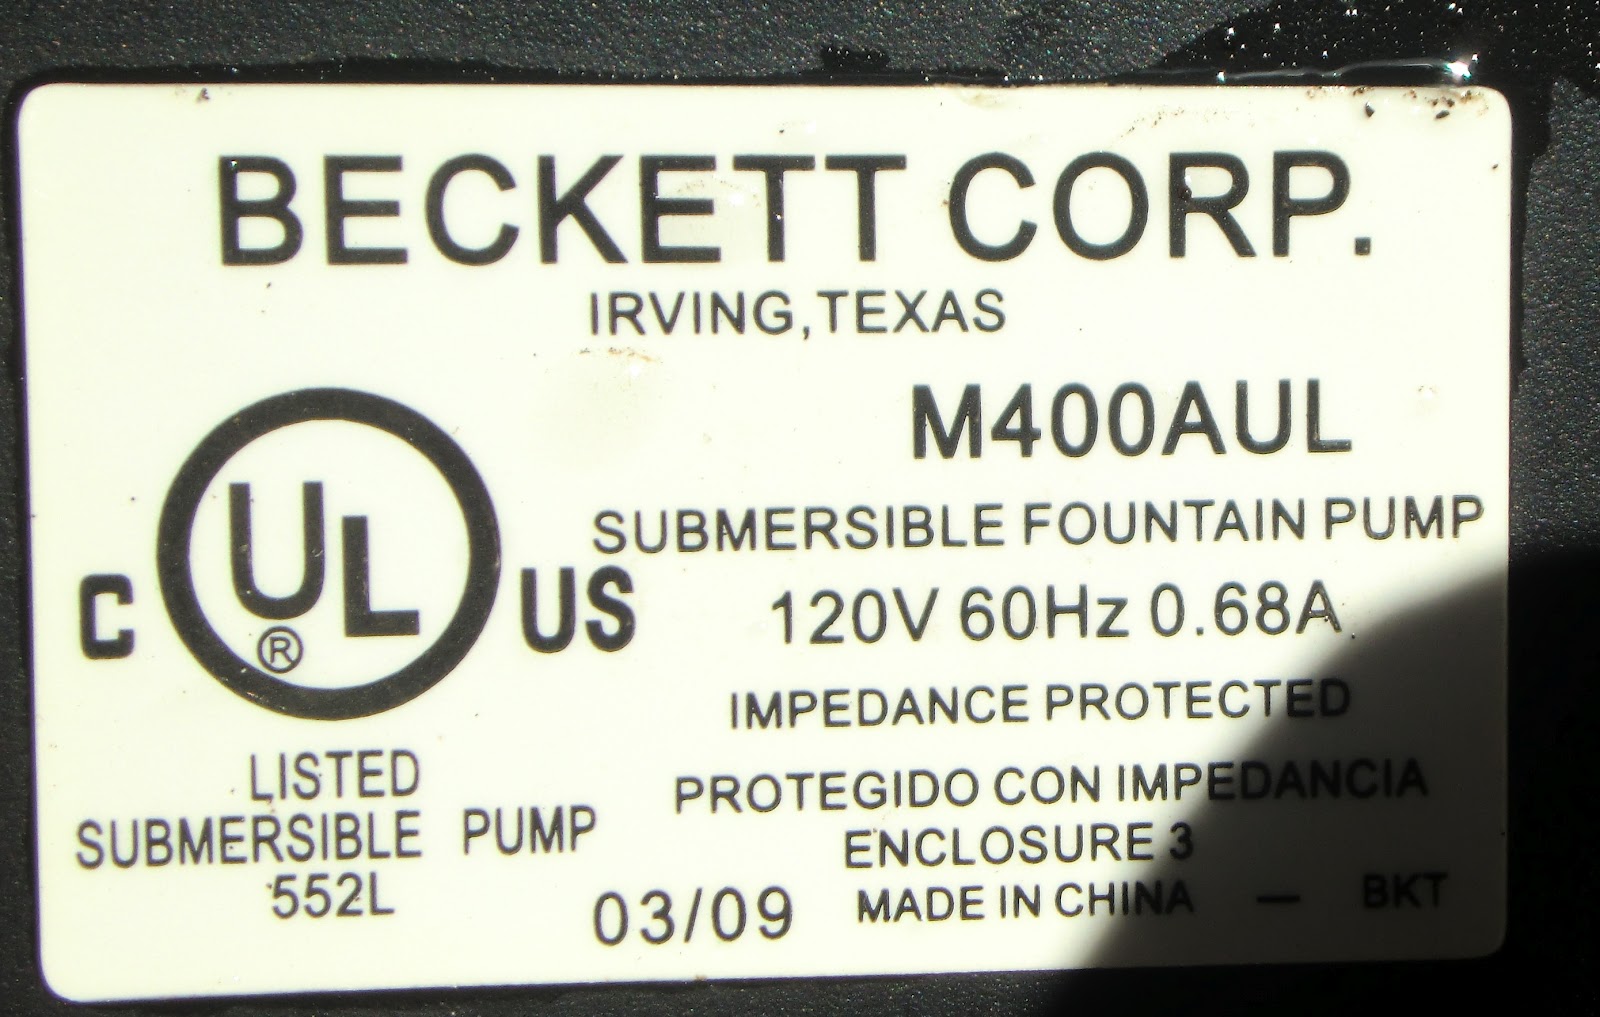 BECKETT CORP.
IRVING, TEXAS
M400AUL
SUBMERSIBLE FOUNTAIN PUMP
120V 60Hz 0.68A
IMPEDANCE PROTECTED
PROTEGIDO CON IMPEDANCIA
ENCLOSURE 3
MADE IN CHINA — BKT
C UL® US
LISTED
SUBMERSIBLE PUMP
552L
03/09